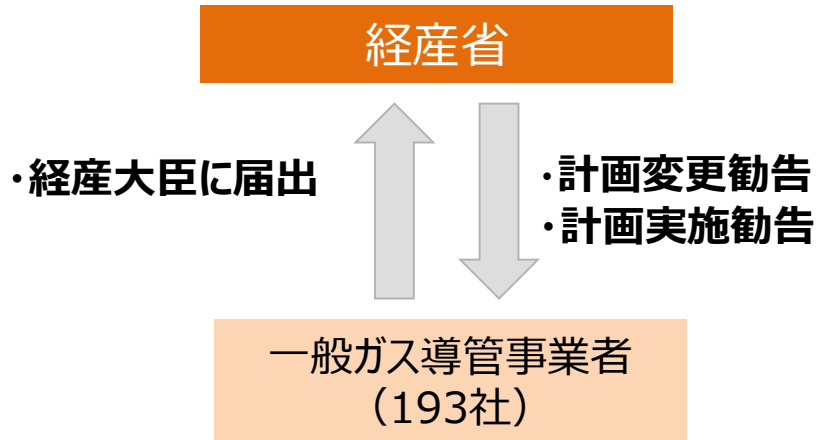 経産省
・経産大臣に届出
・計画変更勧告
・計画実施勧告
一般ガス導管事業者
（193社）